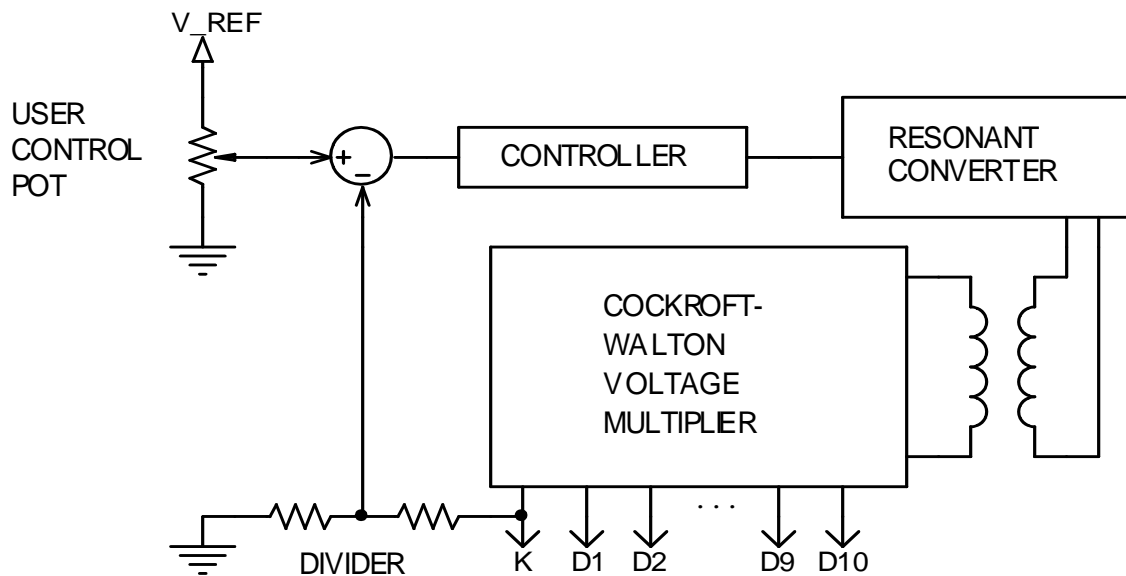 V_REF
USER
CONTROL
POT
+
−
CONTROLLER
RESONANT
CONVERTER
COCKROFT-
WALTON
VOLTAGE
MULTIPLIER
. . .
DIVIDER
K D1 D2 D9 D10